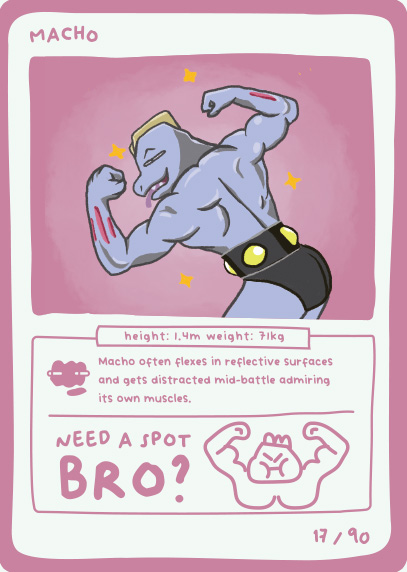 MACHO
height: 1.4m weight: 71kg
Macho often flexes in reflective surfaces
and gets distracted mid-battle admiring
its own muscles.
NEED A SPOT
BRO?
17 / 90